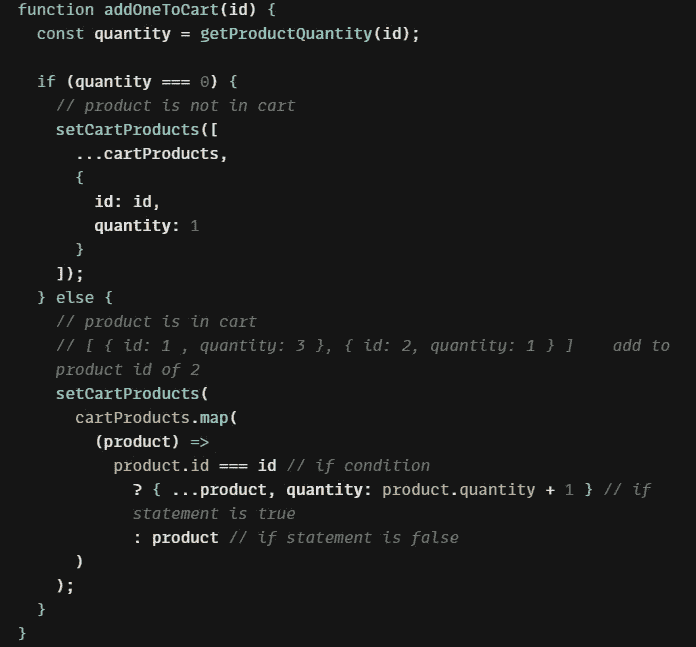 function addOneToCart(id) {
  const quantity = getProductQuantity(id);

  if (quantity === 0) {
    // product is not in cart
    setCartProducts([
      ...cartProducts,
      {
        id: id,
        quantity: 1
      }
    ]);
  } else {
    // product is in cart
    // [ { id: 1 , quantity: 3 }, { id: 2, quantity: 1 } ]    add to
    product id of 2
    setCartProducts(
      cartProducts.map(
        (product) =>
          product.id === id // if condition
            ? { ...product, quantity: product.quantity + 1 } // if
            statement is true
            : product // if statement is false
      )
    );
  }
}